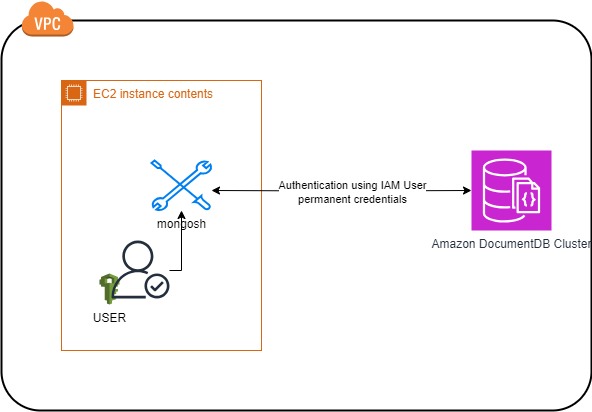 VPC
EC2 instance contents
Authentication using IAM User
permanent credentials
mongosh
Amazon DocumentDB Cluster
USER